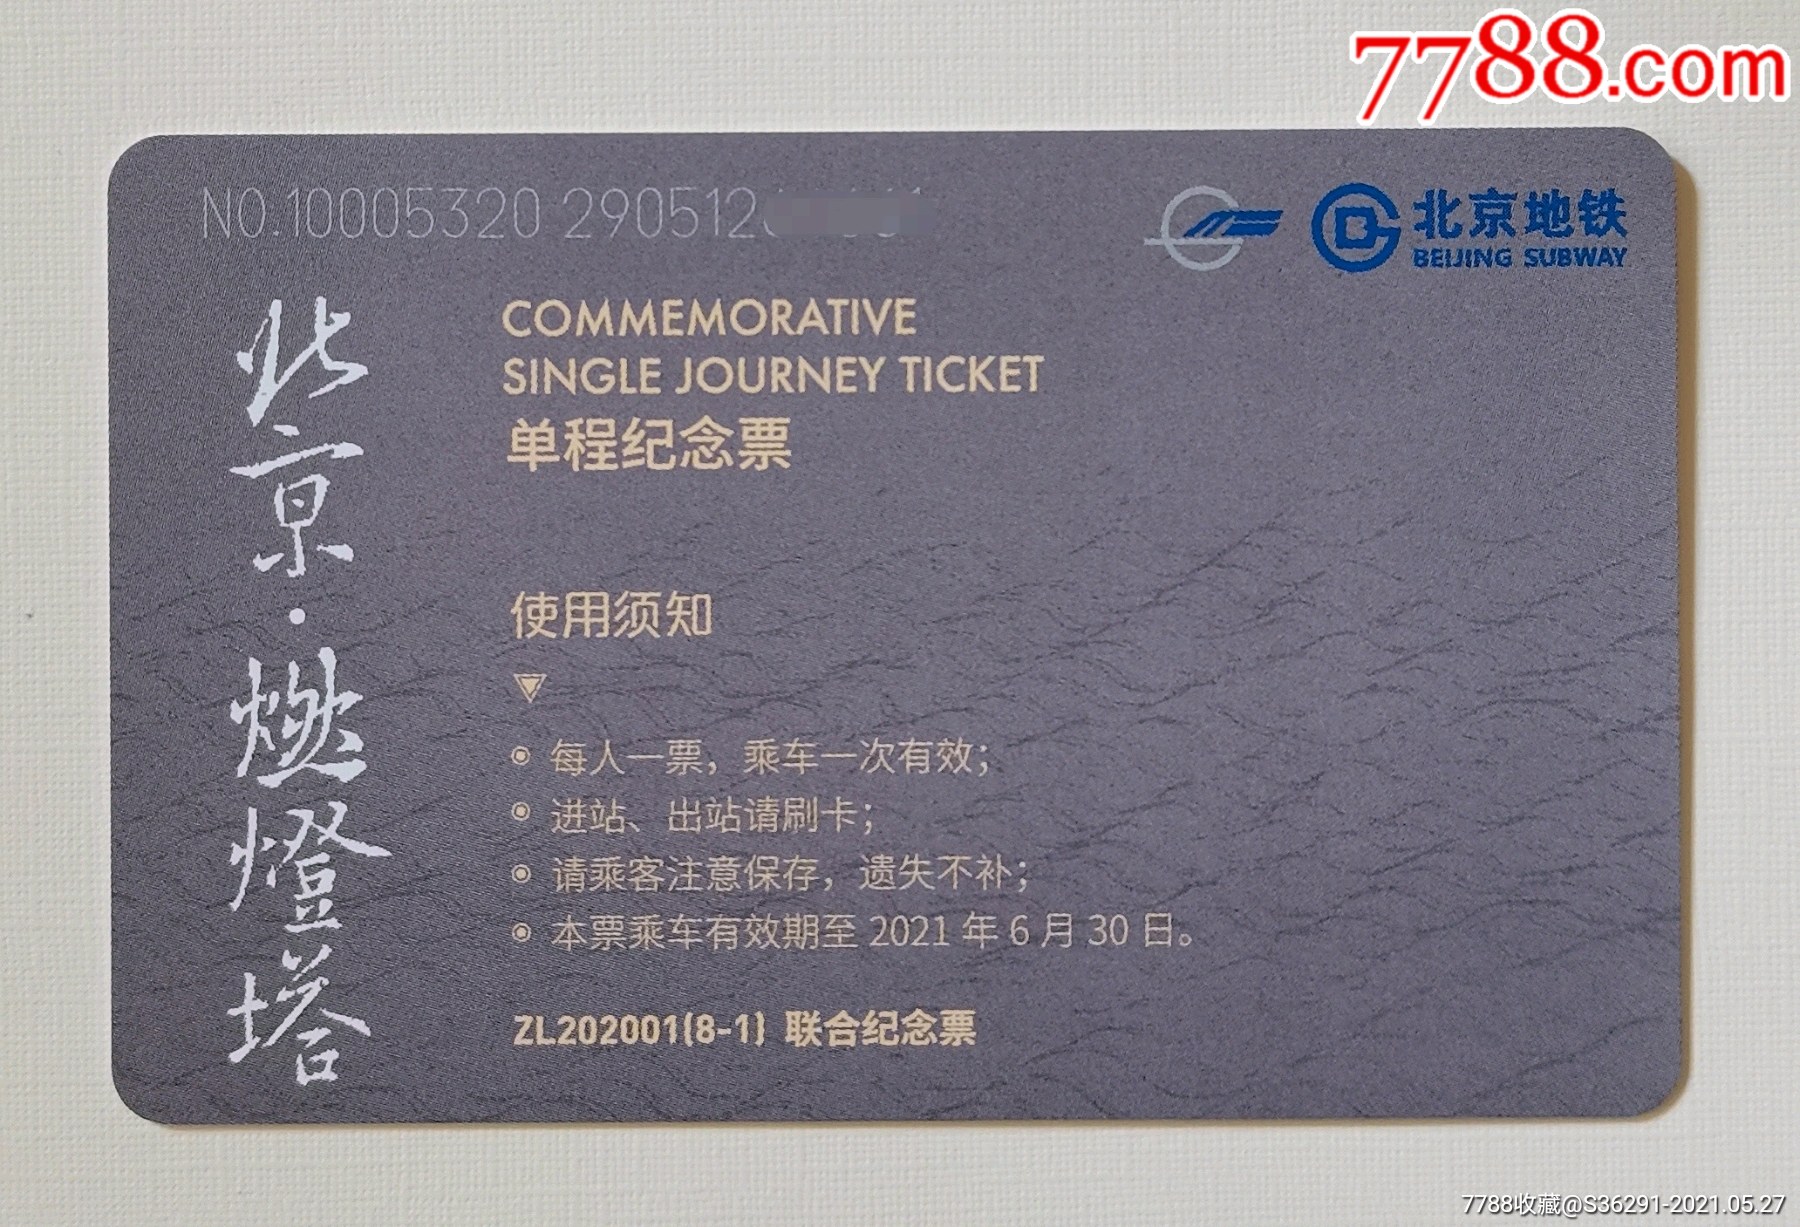 7788.com
NO.10005320 290512
北京地铁
BEIJING SUBWAY
北京·燃燈塔
COMMEMORATIVE
SINGLE JOURNEY TICKET
单程纪念票
使用须知
每人一票，乘车一次有效；
进站、出站请刷卡；
请乘客注意保存，遗失不补；
本票乘车有效期至 2021 年 6 月 30 日。
ZL202001(8-1) 联合纪念票
7788收藏@S36291-2021.05.27